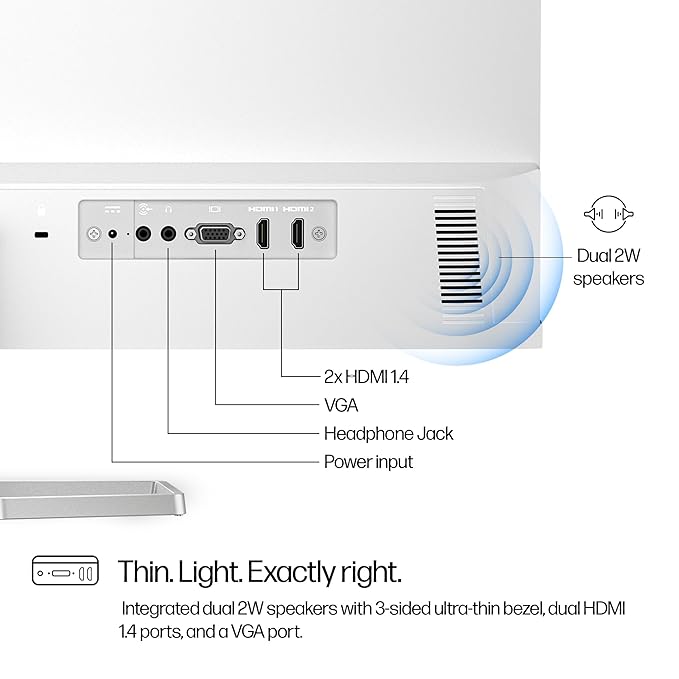 HDMI 1 HDMI 2
Dual 2W
speakers
2x HDMI 1.4
VGA
Headphone Jack
Power input
Thin. Light. Exactly right.
Integrated dual 2W speakers with 3-sided ultra-thin bezel, dual HDMI
1.4 ports, and a VGA port.